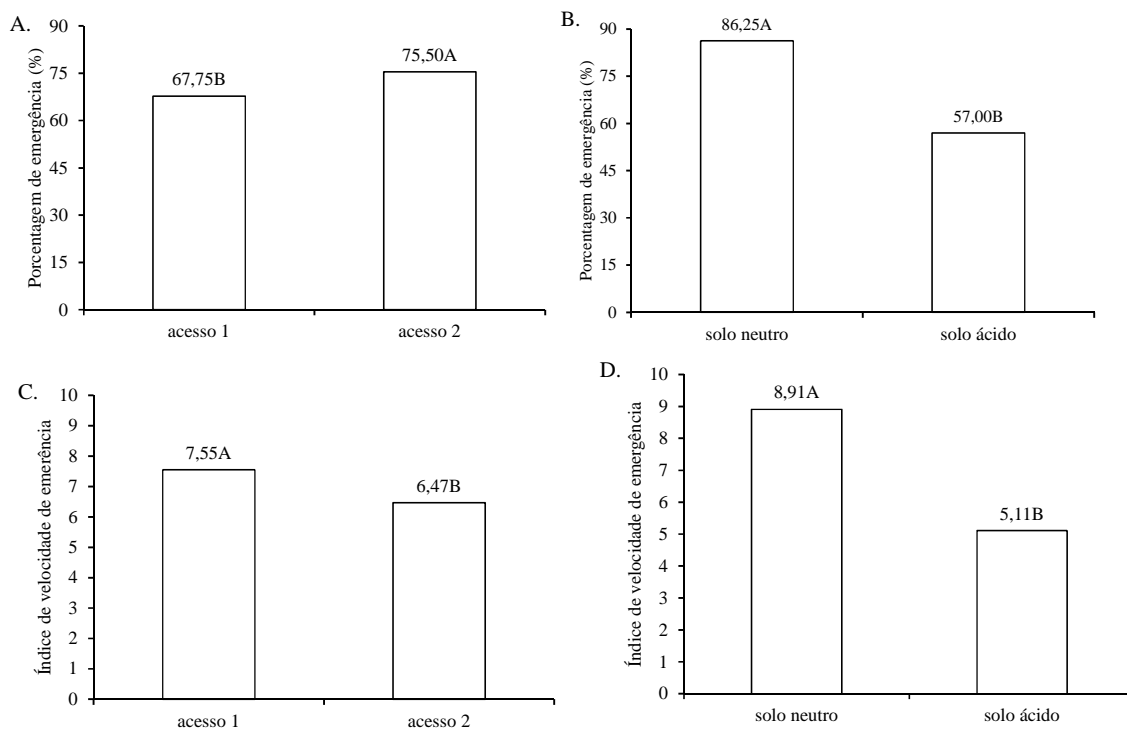 A.
Porcentagem de emergência (%)
90
75
60
45
30
15
0
67,75B
75,50A
acesso 1
acesso 2
B.
Porcentagem de emergência (%)
90
75
60
45
30
15
0
86,25A
57,00B
solo neutro
solo ácido
C.
Índice de velocidade de emerência
10
9
8
7
6
5
4
3
2
1
0
7,55A
6,47B
acesso 1
acesso 2
D.
Índice de velocidade de emergência
10
9
8
7
6
5
4
3
2
1
0
8,91A
5,11B
solo neutro
solo ácido